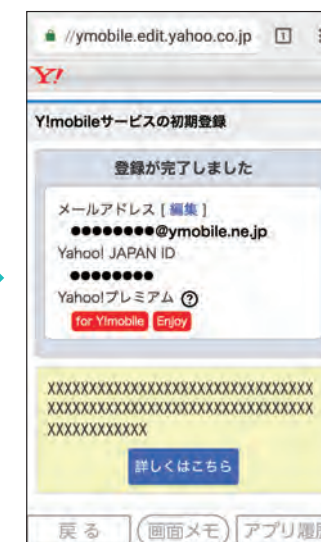 //ymobile.edit.yahoo.co.jp 1
Y!
Y!mobileサービスの初期登録
登録が完了しました
メールアドレス [ 編集 ]
●●●●●●●●@ymobile.ne.jp
Yahoo! JAPAN ID
●●●●●●●●
Yahoo!プレミアム ?
for Y!mobile Enjoy
XXXXXXXXXXXXXXXXXXXXXXXXXXXXXXXX
XXXXXXXXXXXXXXXXXXXXXXXXXXXXXXXX
XXXXXXXXXXXX
詳しくはこちら
戻る 画面メモ アプリ履歴